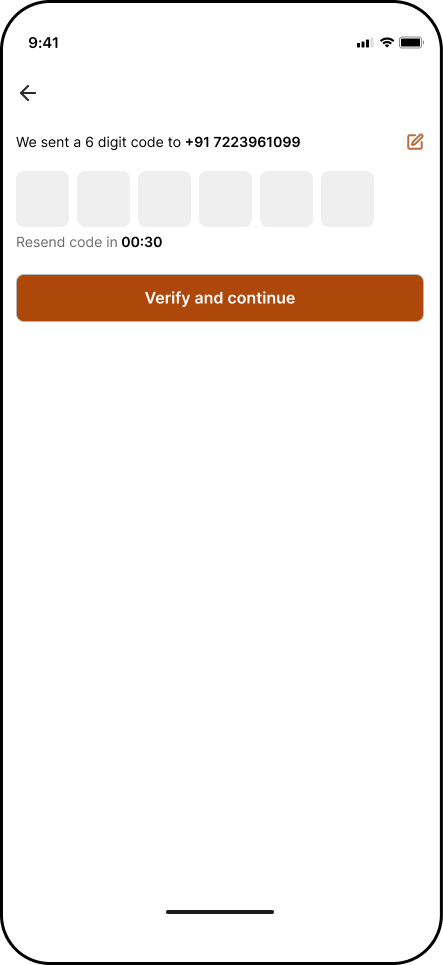 9:41
We sent a 6 digit code to +91 7223961099
Resend code in 00:30
Verify and continue